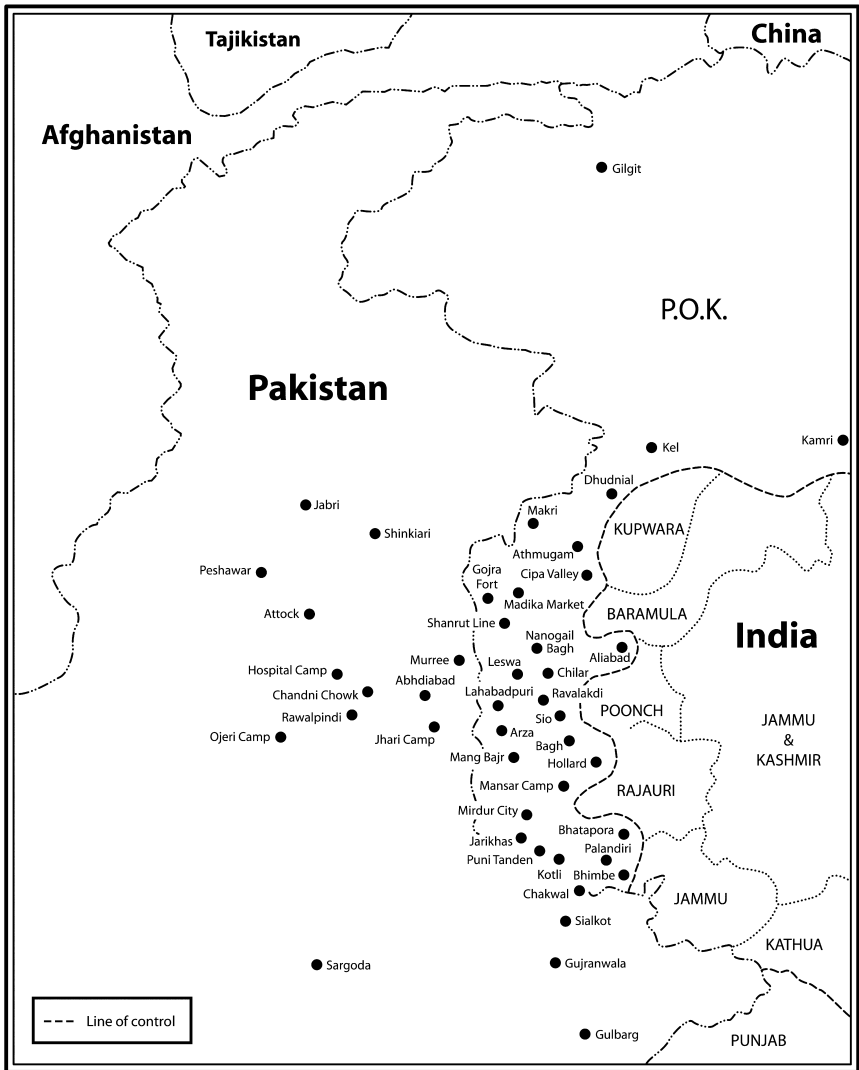 Tajikistan
China
Afghanistan
Gilgit
P.O.K.
Pakistan
Kamri
Kel
Dhudnial
Jabri
Makri
KUPWARA
Shinkiari
Athmugam
Peshawar
Gojra
Fort
Cipa Valley
Madika Market
Attock
BARAMULA
Shanrut Line
India
Nanogail
Bagh
Aliabad
Murree
Leswa
Hospital Camp
Chilar
Abhdiabad
Chandni Chowk
Lahabadpuri
Ravalakdi
POONCH
Rawalpindi
Sio
JAMMU
&
KASHMIR
Ojeri Camp
Jhari Camp
Arza
Bagh
Mang Bajr
Hollard
Mansar Camp
RAJAURI
Mirdur City
Bhatapora
Jarikhas
Palandiri
Puni Tanden
Kotli
Bhimbe
Chakwal
JAMMU
Sialkot
KATHUA
Sargoda
Gujranwala
Line of control
Gulbarg
PUNJAB